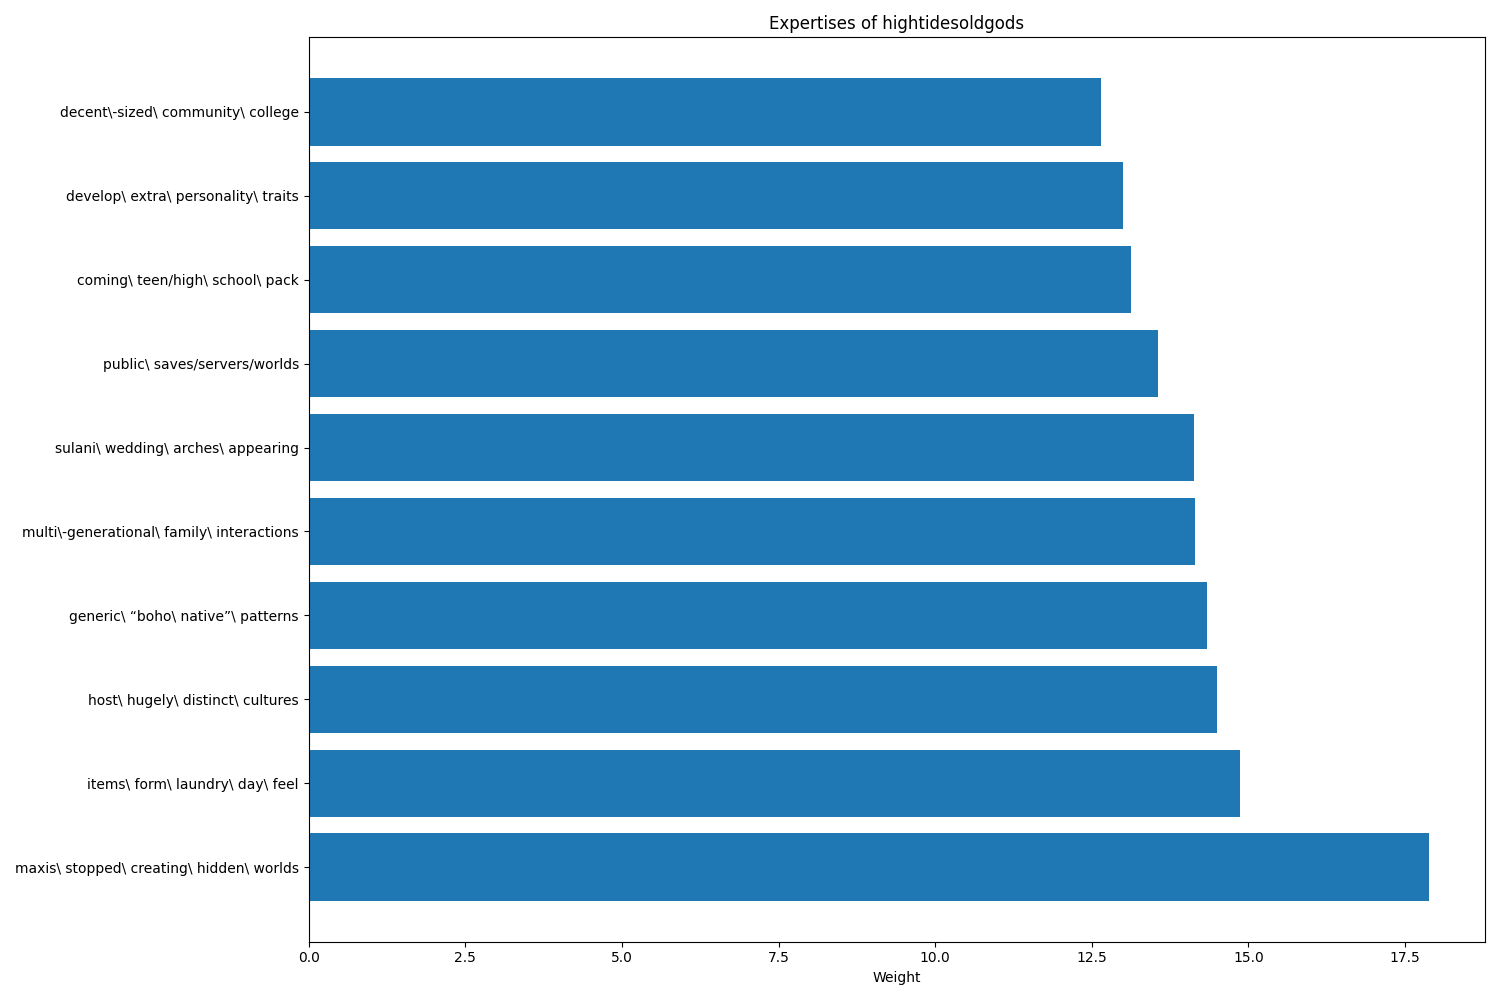 Expertises of hightidesoldgods
decent\-sized\ community\ college
develop\ extra\ personality\ traits
coming\ teen/high\ school\ pack
public\ saves/servers/worlds
sulani\ wedding\ arches\ appearing
multi\-generational\ family\ interactions
generic\ “boho\ native”\ patterns
host\ hugely\ distinct\ cultures
items\ form\ laundry\ day\ feel
maxis\ stopped\ creating\ hidden\ worlds
0.0 2.5 5.0 7.5 10.0 12.5 15.0 17.5
Weight